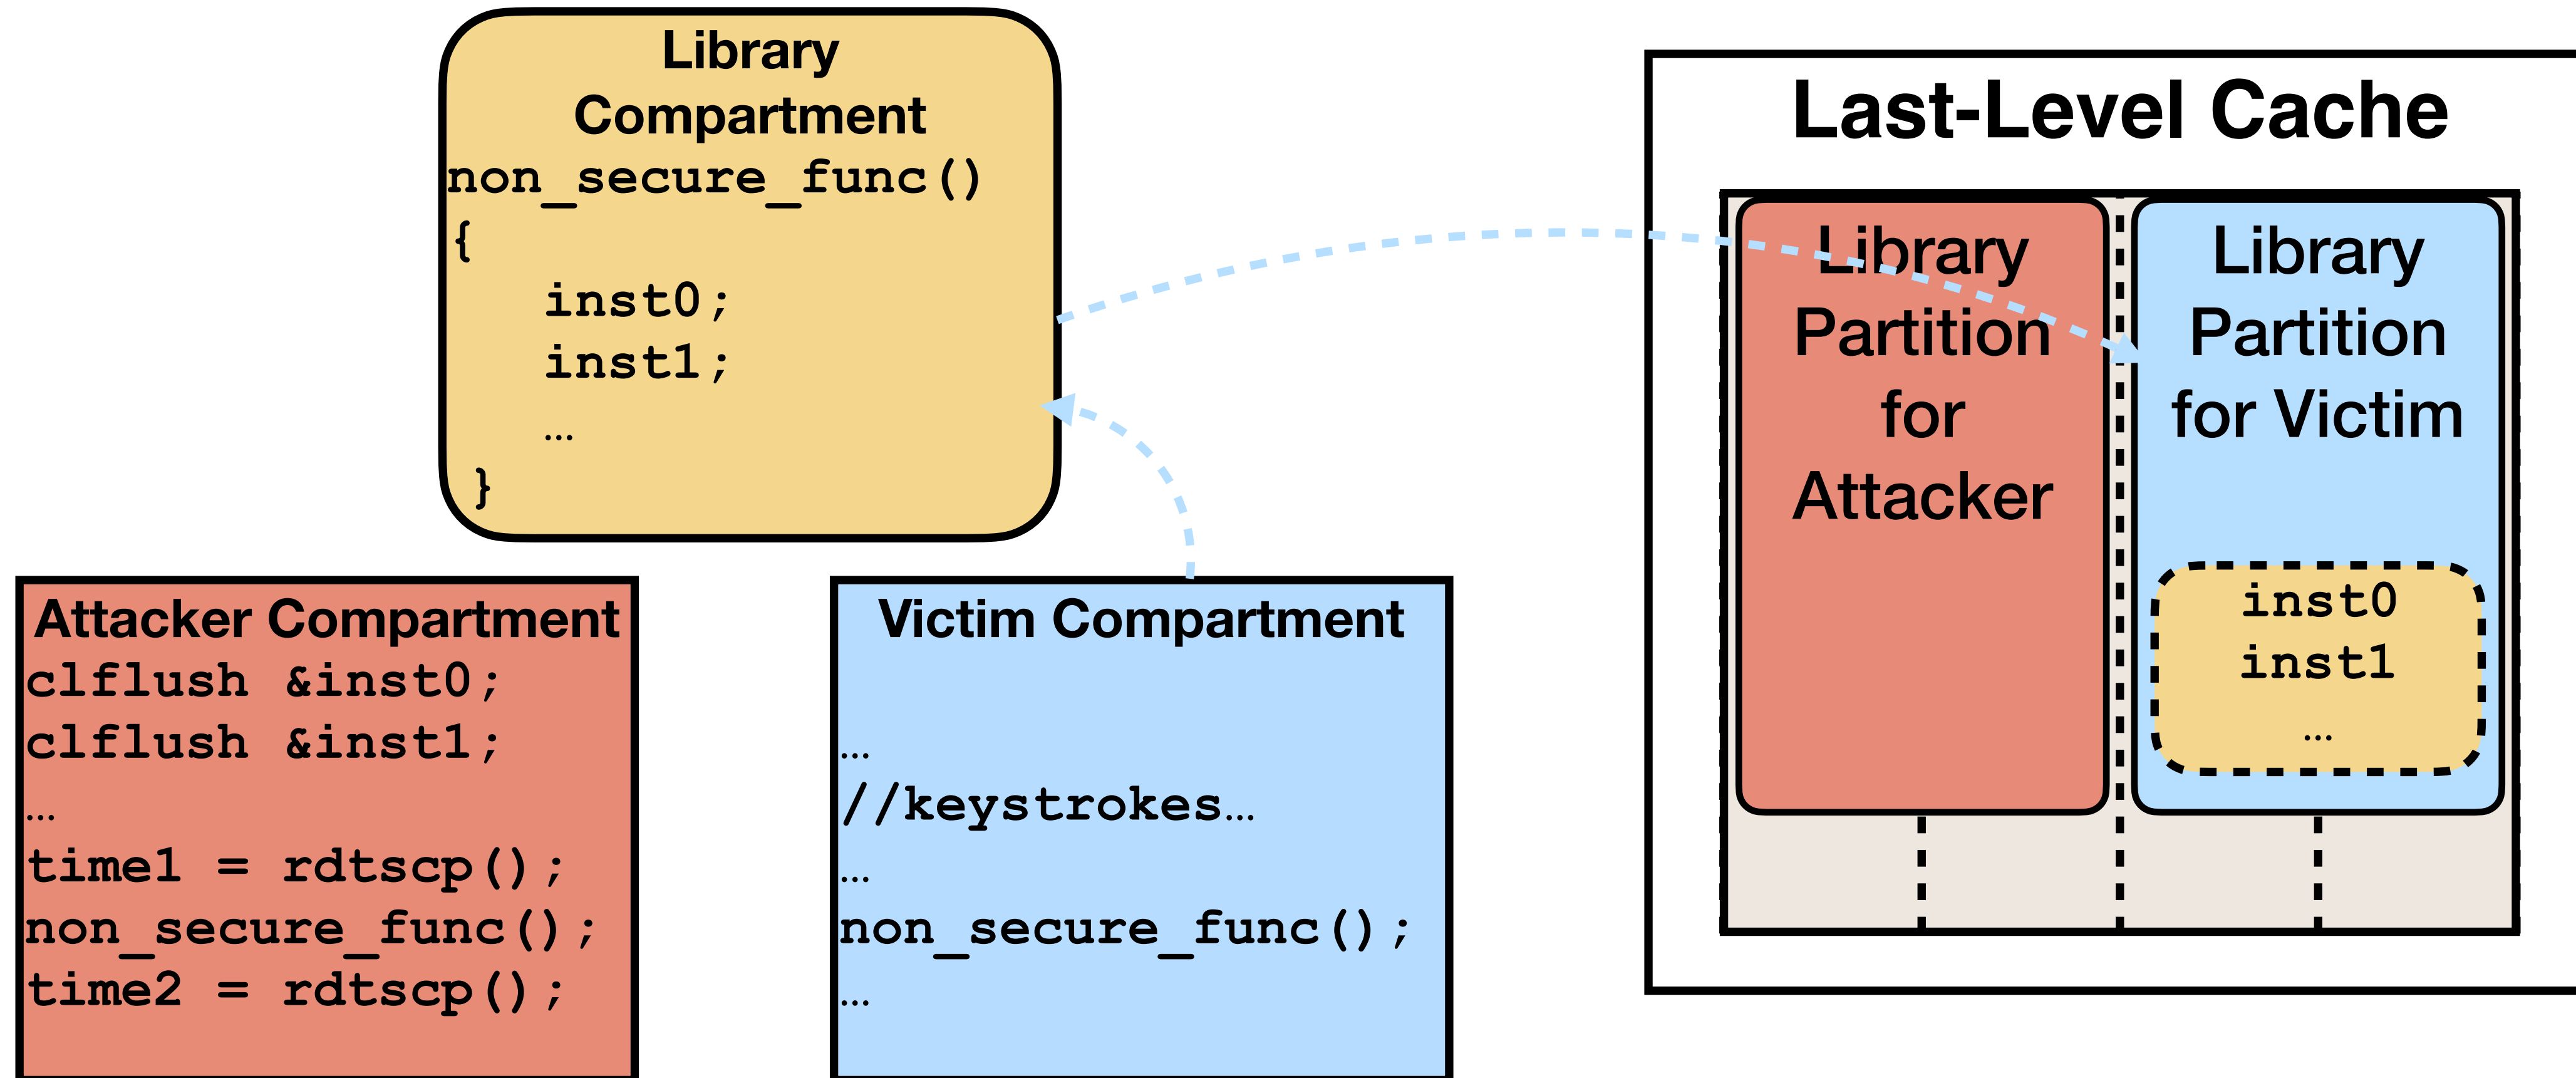 Library
Compartment
non_secure_func()
{
inst0;
inst1;
…
}
Attacker Compartment
clflush &inst0;
clflush &inst1;
…
time1 = rdtscp();
non_secure_func();
time2 = rdtscp();
Victim Compartment
…
//keystrokes…
…
non_secure_func();
…
Last-Level Cache
Library
Partition
for
Attacker
Library
Partition
for Victim
inst0
inst1
…